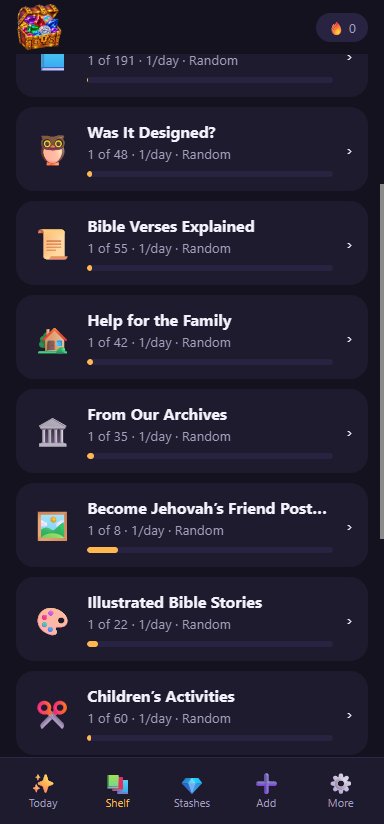 0
1 of 191 · 1/day · Random
Was It Designed?
1 of 48 · 1/day · Random
Bible Verses Explained
1 of 55 · 1/day · Random
Help for the Family
1 of 42 · 1/day · Random
From Our Archives
1 of 35 · 1/day · Random
Become Jehovah’s Friend Post…
1 of 8 · 1/day · Random
Illustrated Bible Stories
1 of 22 · 1/day · Random
Children’s Activities
1 of 60 · 1/day · Random
Today
Shelf
Stashes
Add
More